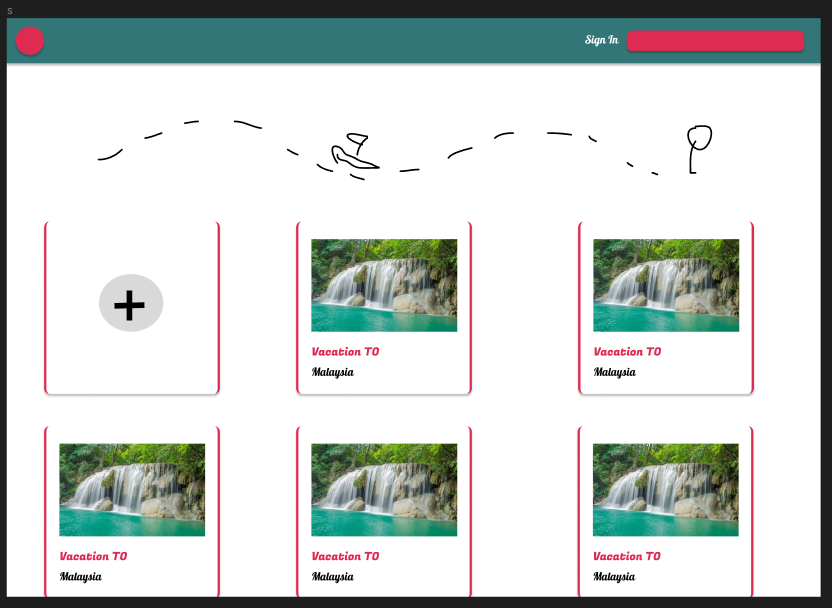 S
Sign In
+
Vacation TO
Malaysia
Vacation TO
Malaysia
Vacation TO
Malaysia
Vacation TO
Malaysia
Vacation TO
Malaysia